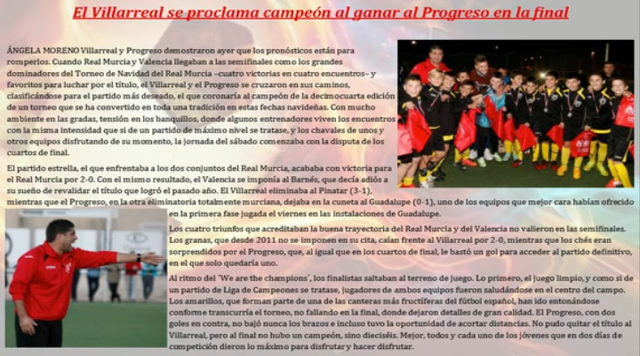 El Villarreal se proclama campeón al ganar al Progreso en la final
ÁNGELA MORENO Villarreal y Progreso demostraron ayer que los pronósticos están para
romperlos. Cuando Real Murcia y Valencia llegaban a las semifinales como los grandes
dominadores del Torneo de Navidad del Real Murcia –cuatro victorias en cuatro encuentros– y
favoritos para luchar por el título, el Villarreal y el Progreso se cruzaron en sus caminos,
clasificándose para el partido más deseado, el que coronaría al campeón de la decimocuarta edición
de un torneo que se ha convertido en toda una tradición en estas fechas navideñas. Con mucho
ambiente en las gradas, tensión en los banquillos, donde algunos entrenadores viven los encuentros
con la misma intensidad que si de un partido de máximo nivel se tratase, y los chavales de unos y
otros equipos disfrutando de su momento, la jornada del sábado comenzaba con la disputa de los
cuartos de final.
El partido estrella, el que enfrentaba a los dos conjuntos del Real Murcia, acababa con victoria para
el Real Murcia por 2-0. Con el mismo resultado, el Valencia se imponía al Barnés, que decía adiós a
su sueño de revalidar el título que logró el pasado año. El Villarreal eliminaba al Pinatar (3-1),
mientras que el Progreso, en la otra eliminatoria totalmente murciana, dejaba en la cuneta al Guadalupe (0-1), uno de los equipos que mejor cara habían ofrecido
en la primera fase jugada el viernes en las instalaciones de Guadalupe.
Los cuatro triunfos que acreditaban la buena trayectoria del Real Murcia y del Valencia no valieron en las semifinales.
Los granas, que desde 2011 no se imponen en su cita, caían frente al Villarreal por 2-0, mientras que los chés eran
sorprendidos por el Progreso, que, al igual que en los cuartos de final, le bastó un gol para acceder al partido definitivo,
en el que solo quedaría uno.
Al ritmo del ´We are the champions´, los finalistas saltaban al terreno de juego. Lo primero, el juego limpio, y como si de
un partido de Liga de Campeones se tratase, jugadores de ambos equipos fueron saludándose en el centro del campo.
Los amarillos, que forman parte de una de las canteras más fructíferas del fútbol español, han ido entonándose
conforme transcurría el torneo, no fallando en la final, donde dejaron detalles de gran calidad. El Progreso, con dos
goles en contra, no bajó nunca los brazos e incluso tuvo la oportunidad de acortar distancias. No pudo quitar el título al
Villarreal, pero al final no hubo un campeón, sino dieciséis. Mejor, todos y cada uno de los jóvenes que en dos días de
competición dieron lo máximo para disfrutar y hacer disfrutar.